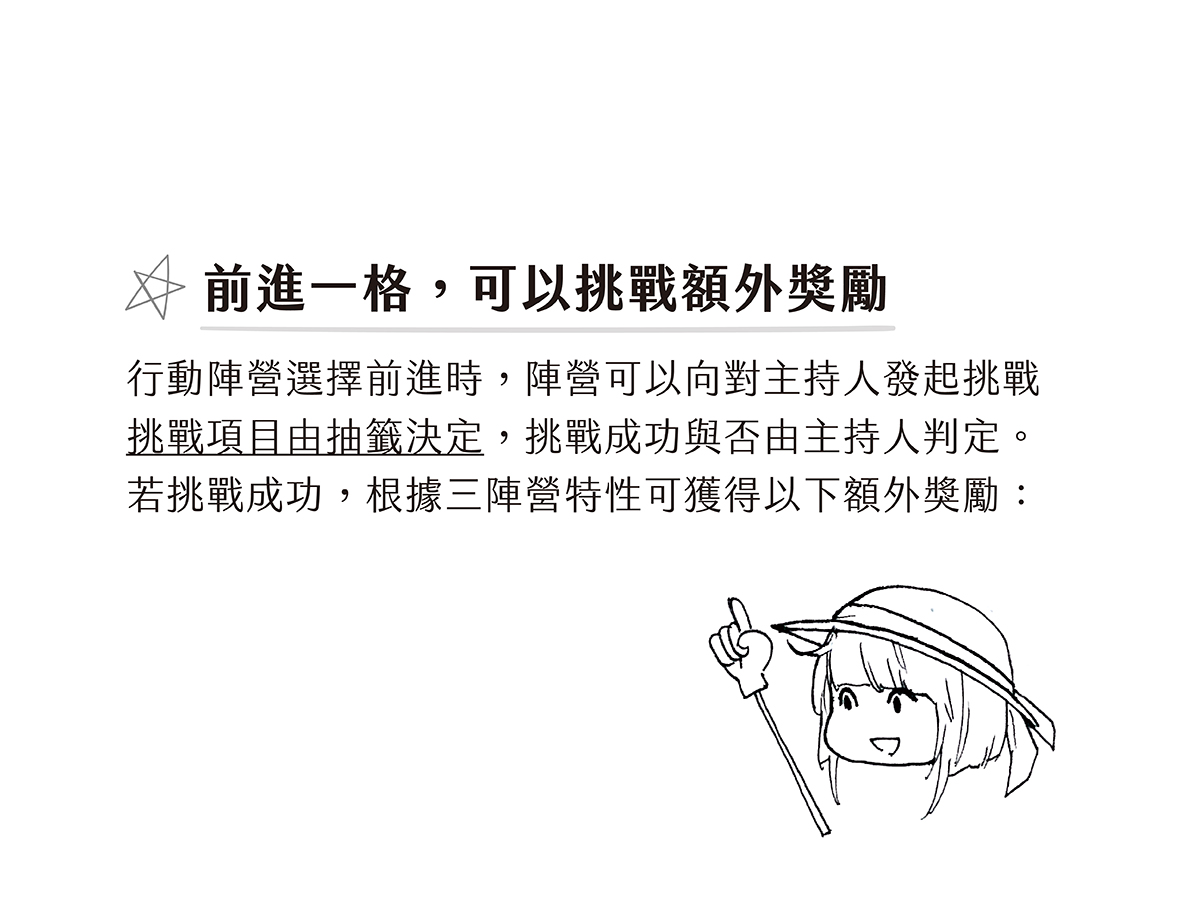 前進一格，可以挑戰額外獎勵
行動陣營選擇前進時，陣營可以向對主持人發起挑戰
挑戰項目由抽籤決定，挑戰成功與否由主持人判定。
若挑戰成功，根據三陣營特性可獲得以下額外獎勵：